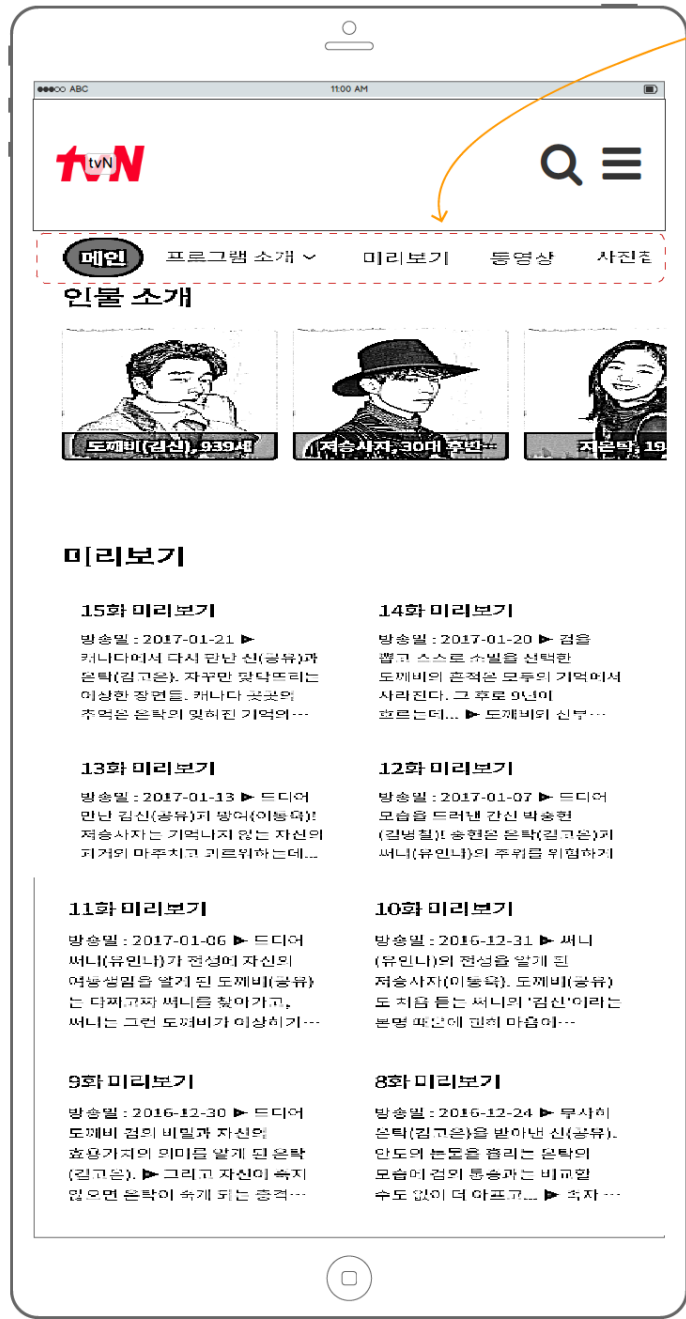 ABC 11:00 AM
tvN
tvN
메인 프로그램 소개 미리보기 동영상 사진첩
인물 소개
도깨비(김신), 939세 저승사자, 30대 후반… 지은탁, 19
미리보기
15화 미리보기
방송일 : 2017-01-21 ▶
캐나다에서 다시 만난 신(공유)과
은탁(김고은). 자꾸만 맞닥뜨리는
이상한 장면들. 캐나다 곳곳의
추억은 은탁의 잊혀진 기억의…
14화 미리보기
방송일 : 2017-01-20 ▶ 검을
뽑고 스스로 소멸을 선택한
도깨비의 흔적은 모두의 기억에서
사라진다. 그 후로 9년이
흐르는데... ▶ 도깨비의 신부…
13화 미리보기
방송일 : 2017-01-13 ▶ 드디어
만난 김신(공유)과 왕여(이동욱)!
저승사자는 기억나지 않는 자신의
과거와 마주치고 괴로워하는데...
12화 미리보기
방송일 : 2017-01-07 ▶ 드디어
모습을 드러낸 간신 박중헌
(김병철)! 중헌은 은탁(김고은)과
써니(유인나)의 주위를 위험하게
11화 미리보기
방송일 : 2017-01-06 ▶ 드디어
써니(유인나)가 전생에 자신의
여동생임을 알게 된 도깨비(공유)
는 다짜고짜 써니를 찾아가고,
써니는 그런 도깨비가 이상하기…
10화 미리보기
방송일 : 2016-12-31 ▶ 써니
(유인나)의 전생을 알게 된
저승사자(이동욱). 도깨비(공유)
도 처음 듣는 써니의 '김선'이라는
본명 때문에 괜히 마음에…
9화 미리보기
방송일 : 2016-12-30 ▶ 드디어
도깨비 검의 비밀과 자신의
효용가치의 의미를 알게 된 은탁
(김고은). ▶ 그리고 자신이 죽지
않으면 은탁이 죽게 되는 충격…
8화 미리보기
방송일 : 2016-12-24 ▶ 무사히
은탁(김고은)을 받아낸 신(공유).
안도의 눈물을 흘리는 은탁의
모습에 검의 통증과는 비교할
수도 없이 더 아프고... ▶ 속자…